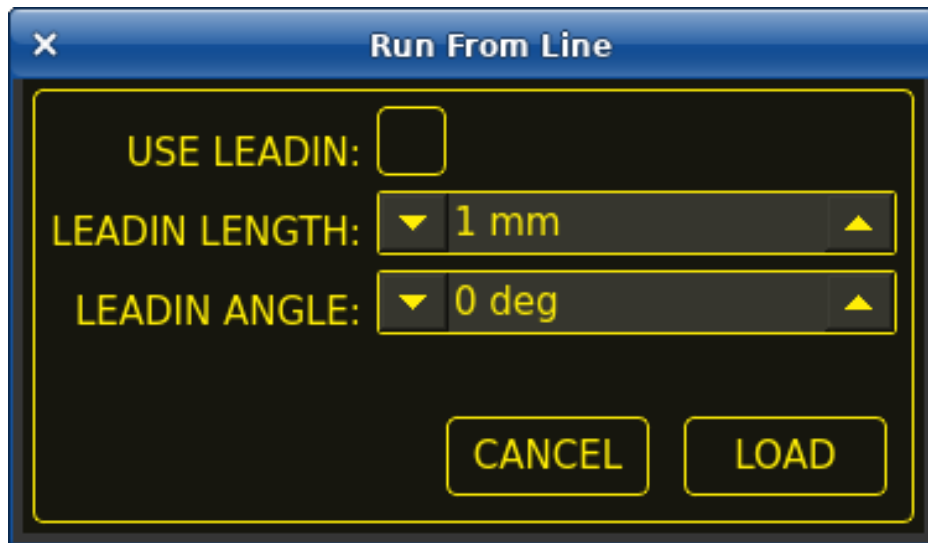 Run From Line
USE LEADIN:
LEADIN LENGTH: 1 mm
LEADIN ANGLE: 0 deg
CANCEL LOAD